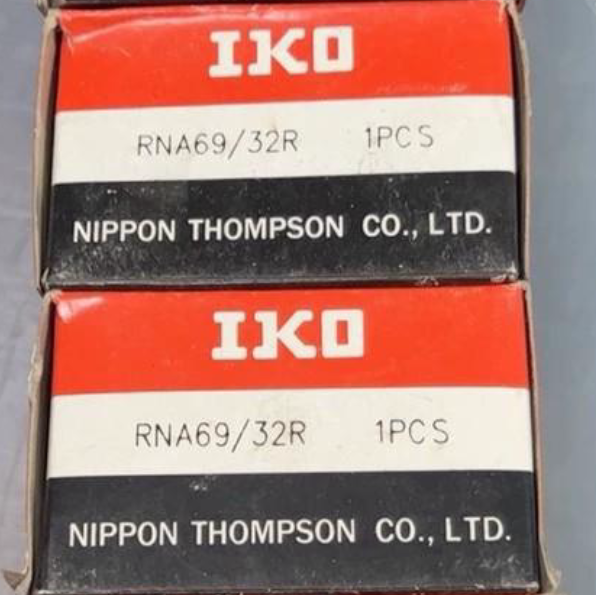 IKO
RNA69/32R 1PCS
NIPPON THOMPSON CO., LTD.
IKO
RNA69/32R 1PCS
NIPPON THOMPSON CO., LTD.